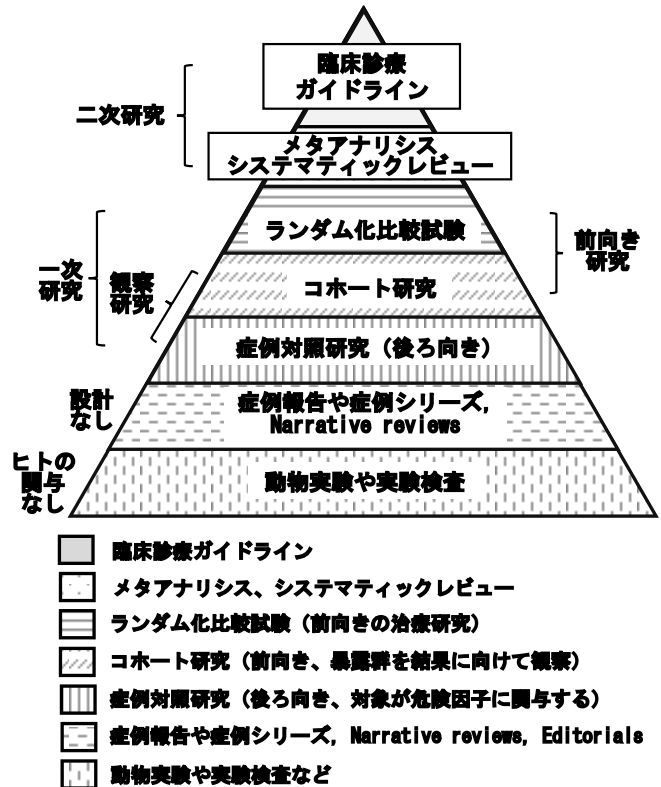 臨床診療
ガイドライン
二次研究
メタアナリシス
システマティックレビュー
ランダム化比較試験
前向き
研究
一次
研究
観察
研究
コホート研究
症例対照研究（後ろ向き）
設計
なし
症例報告や症例シリーズ,
Narrative reviews
ヒトの
関与
なし
動物実験や実験検査
臨床診療ガイドライン
メタアナリシス、システマティックレビュー
ランダム化比較試験（前向きの治療研究）
コホート研究（前向き、暴露群を結果に向けて観察）
症例対照研究（後ろ向き、対象が危険因子に関与する）
症例報告や症例シリーズ, Narrative reviews, Editorials
動物実験や実験検査など